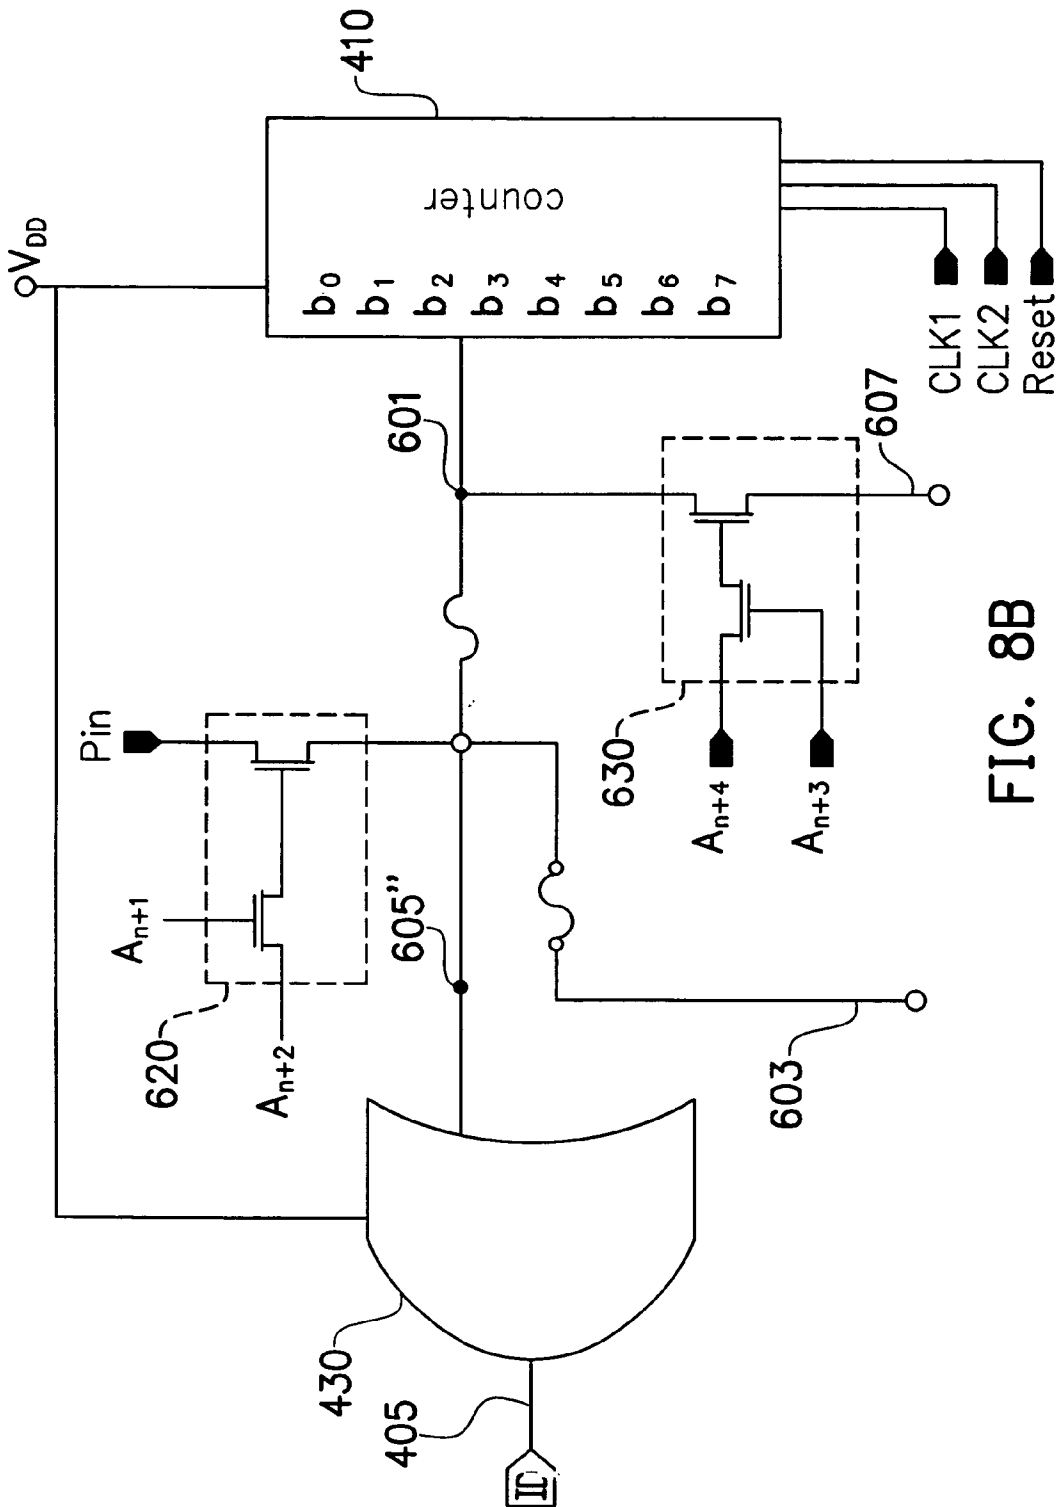 V_DD
410
counter
b₀
b₁
b₂
b₃
b₄
b₅
b₆
b₇
CLK1
CLK2
Reset
601
607
Pin
630
A_n+4
A_n+3
A_n+1
620
A_n+2
605”
603
430
405
ID
FIG. 8B